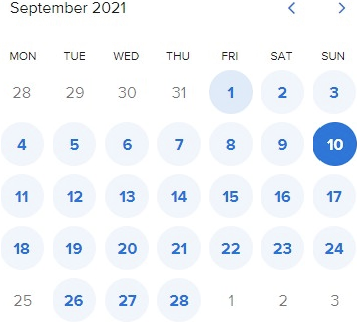 September 2021
MON TUE WED THU FRI SAT SUN
28 29 30 31 1 2 3
4 5 6 7 8 9 10
11 12 13 14 15 16 17
18 19 20 21 22 23 24
25 26 27 28 1 2 3